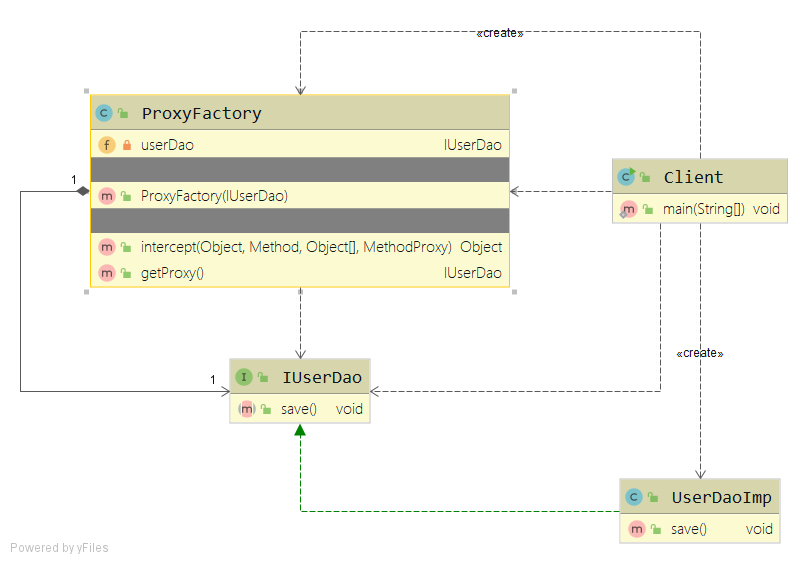 «create»
ProxyFactory
userDao IUserDao
1
ProxyFactory(IUserDao)
intercept(Object, Method, Object[], MethodProxy) Object
getProxy() IUserDao
Client
main(String[]) void
«create»
1
IUserDao
save() void
UserDaoImp
save() void
Powered by yFiles